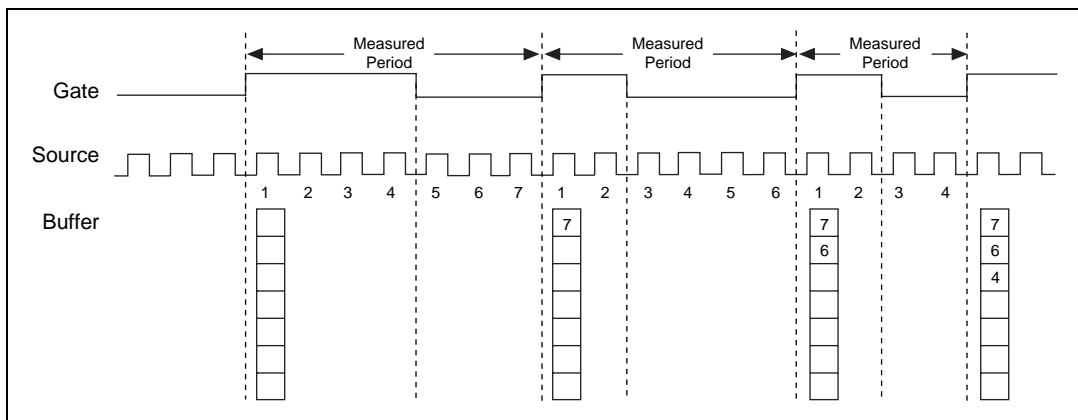 Measured
Period
Measured
Period
Measured
Period
Gate
Source
1 2 3 4 5 6 7 1 2 3 4 5 6 1 2 3 4
Buffer
7 7 7
6 6
4